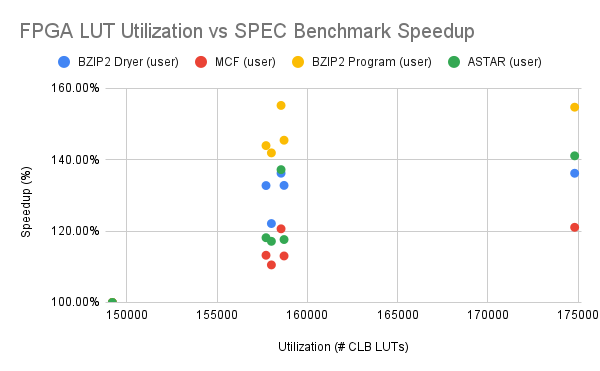 FPGA LUT Utilization vs SPEC Benchmark Speedup
BZIP2 Dryer (user) MCF (user) BZIP2 Program (user) ASTAR (user)
160.00%
140.00%
120.00%
100.00%
Speedup (%)
150000 155000 160000 165000 170000 175000
Utilization (# CLB LUTs)